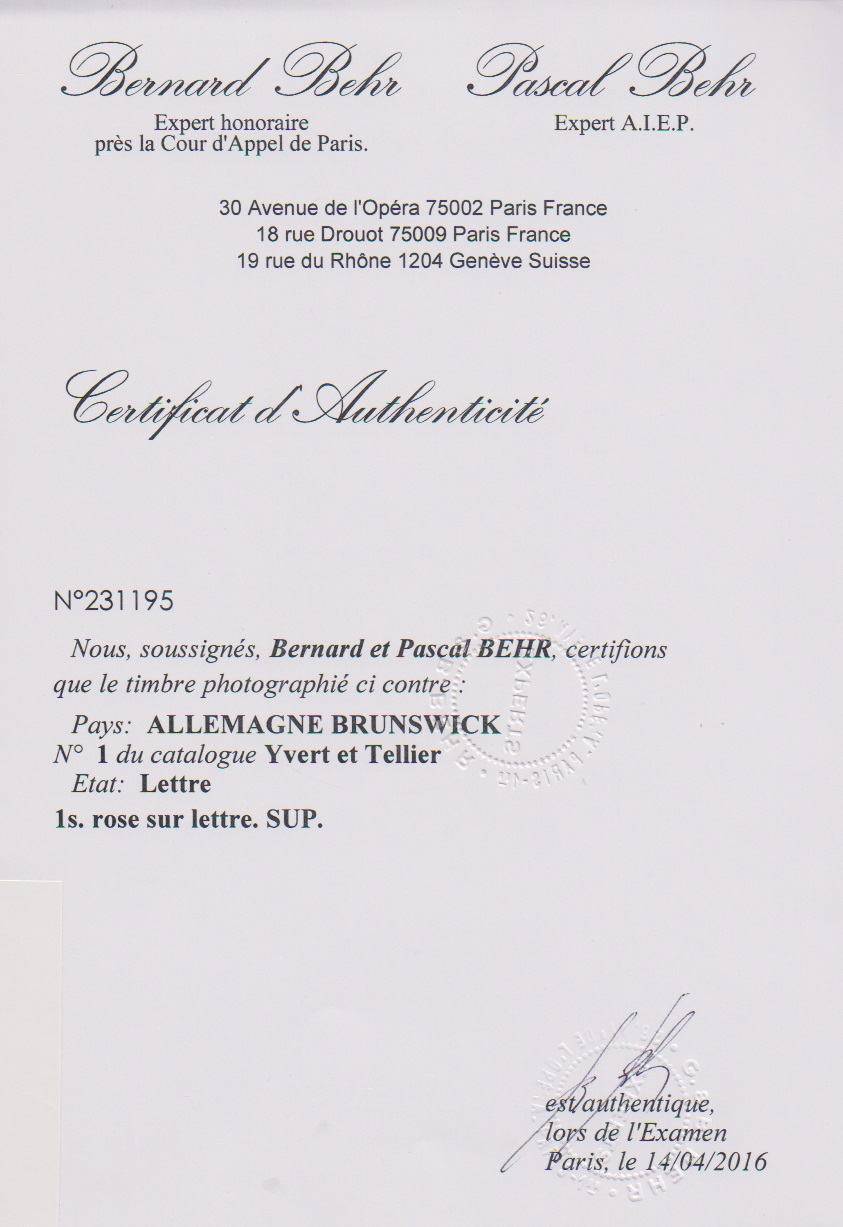 Bernard Behr
Pascal Behr
Expert honoraire
près la Cour d'Appel de Paris.
Expert A.I.E.P.
30 Avenue de l'Opéra 75002 Paris France
18 rue Drouot 75009 Paris France
19 rue du Rhône 1204 Genève Suisse
Certificat d'Authenticité
N°231195
Nous, soussignés, Bernard et Pascal BEHR, certifions
que le timbre photographié ci contre :
Pays: ALLEMAGNE BRUNSWICK
N° 1 du catalogue Yvert et Tellier
Etat: Lettre
1s. rose sur lettre. SUP.
est authentique,
lors de l'Examen
Paris, le 14/04/2016